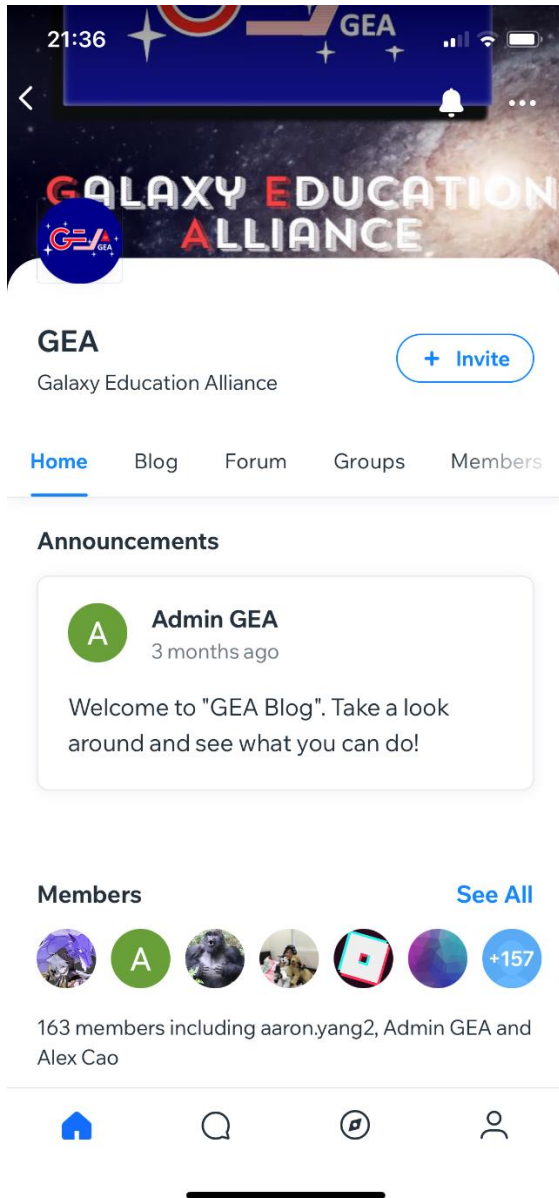 21:36
GEA
GALAXY EDUCATION
ALLIANCE
GEA
GEA
Galaxy Education Alliance
+ Invite
Home Blog Forum Groups Members
Announcements
A
Admin GEA
3 months ago
Welcome to "GEA Blog". Take a look
around and see what you can do!
Members
See All
A
+157
163 members including aaron.yang2, Admin GEA and
Alex Cao